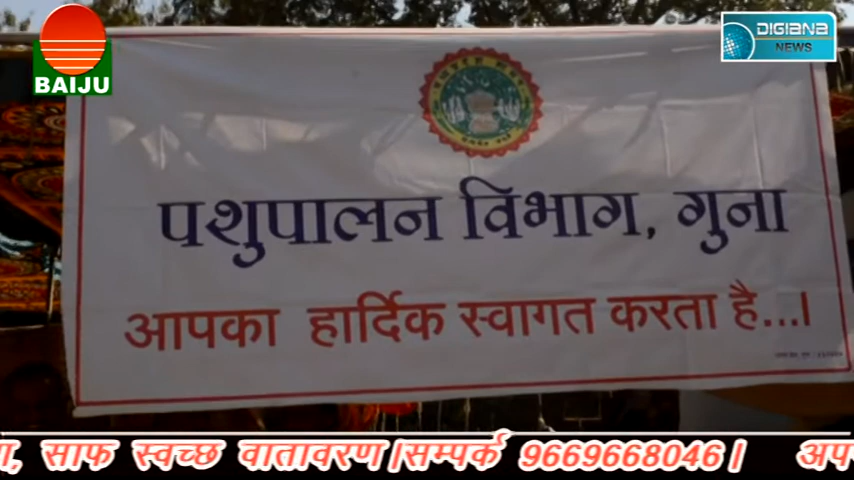 BAIJU
DIGIANA
NEWS
पशुपालन विभाग, गुना
आपका हार्दिक स्वागत करता है...।
साफ स्वच्छ वातावरण।सम्पर्क 9669668046।